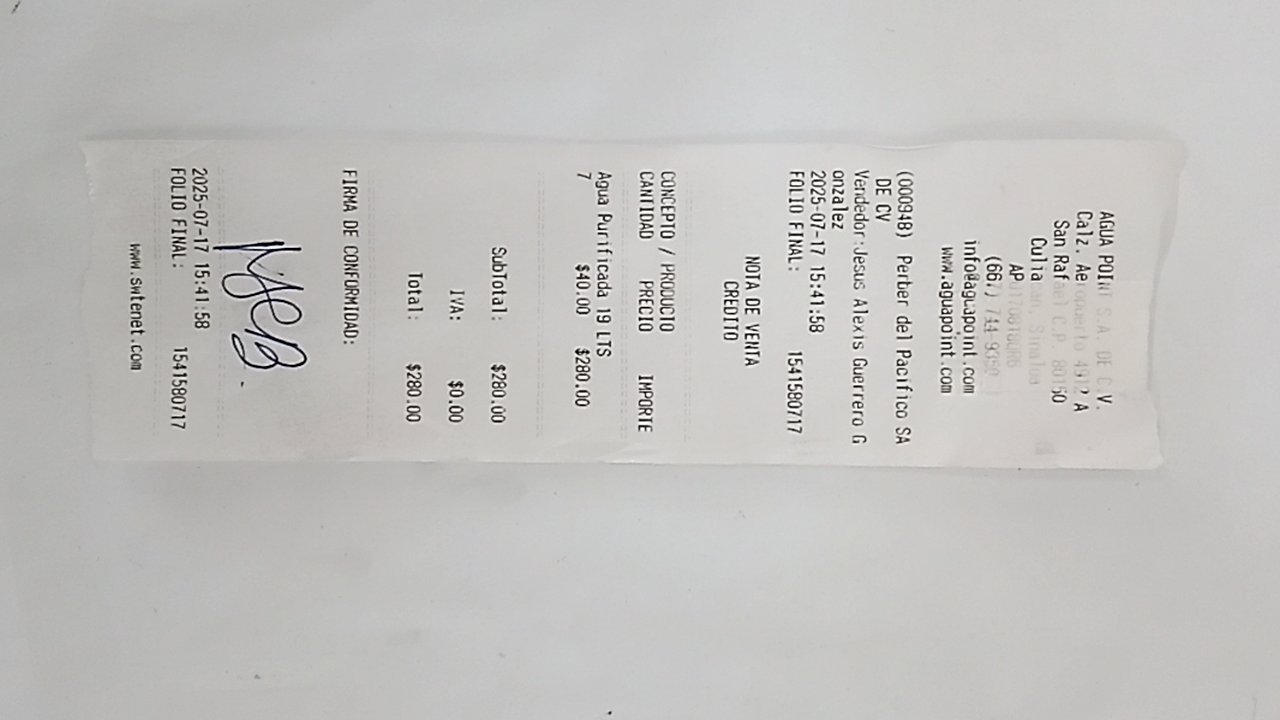 AGUA POINT S.A. DE C.V.
Calz. Aeropuerto 4912 A
San Rafael C.P. 80150
Culiacan, Sinaloa
(667) 744-9350
info@aguapoint.com
www.aguapoint.com
(000948) Perber del Pacifico SA
DE CV
Vendedor:Jesus Alexis Guerrero G
onzalez
2025-07-17 15:41:58
FOLIO FINAL: 1541580717
NOTA DE VENTA
CREDITO
CONCEPTO / PRODUCTO
CANTIDAD PRECIO IMPORTE
Agua Purificada 19 LTS
7 $40.00 $280.00
SubTotal: $280.00
IVA: $0.00
Total: $280.00
FIRMA DE CONFORMIDAD:
2025-07-17 15:41:58
FOLIO FINAL: 1541580717
www.swtenet.com